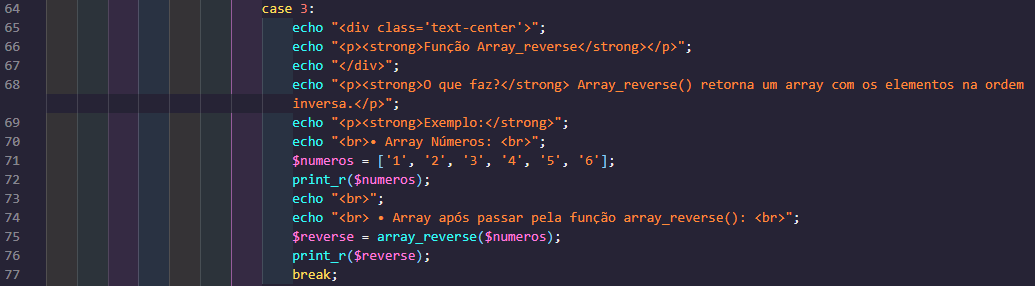 64 case 3:
65 echo "<div class='text-center'>";
66 echo "<p><strong>Função Array_reverse</strong></p>";
67 echo "</div>";
68 echo "<p><strong>O que faz?</strong> Array_reverse() retorna um array com os elementos na ordem
inversa.</p>";
69 echo "<p><strong>Exemplo:</strong>";
70 echo "<br>• Array Números: <br>";
71 $numeros = ['1', '2', '3', '4', '5', '6'];
72 print_r($numeros);
73 echo "<br>";
74 echo "<br> • Array após passar pela função array_reverse(): <br>";
75 $reverse = array_reverse($numeros);
76 print_r($reverse);
77 break;